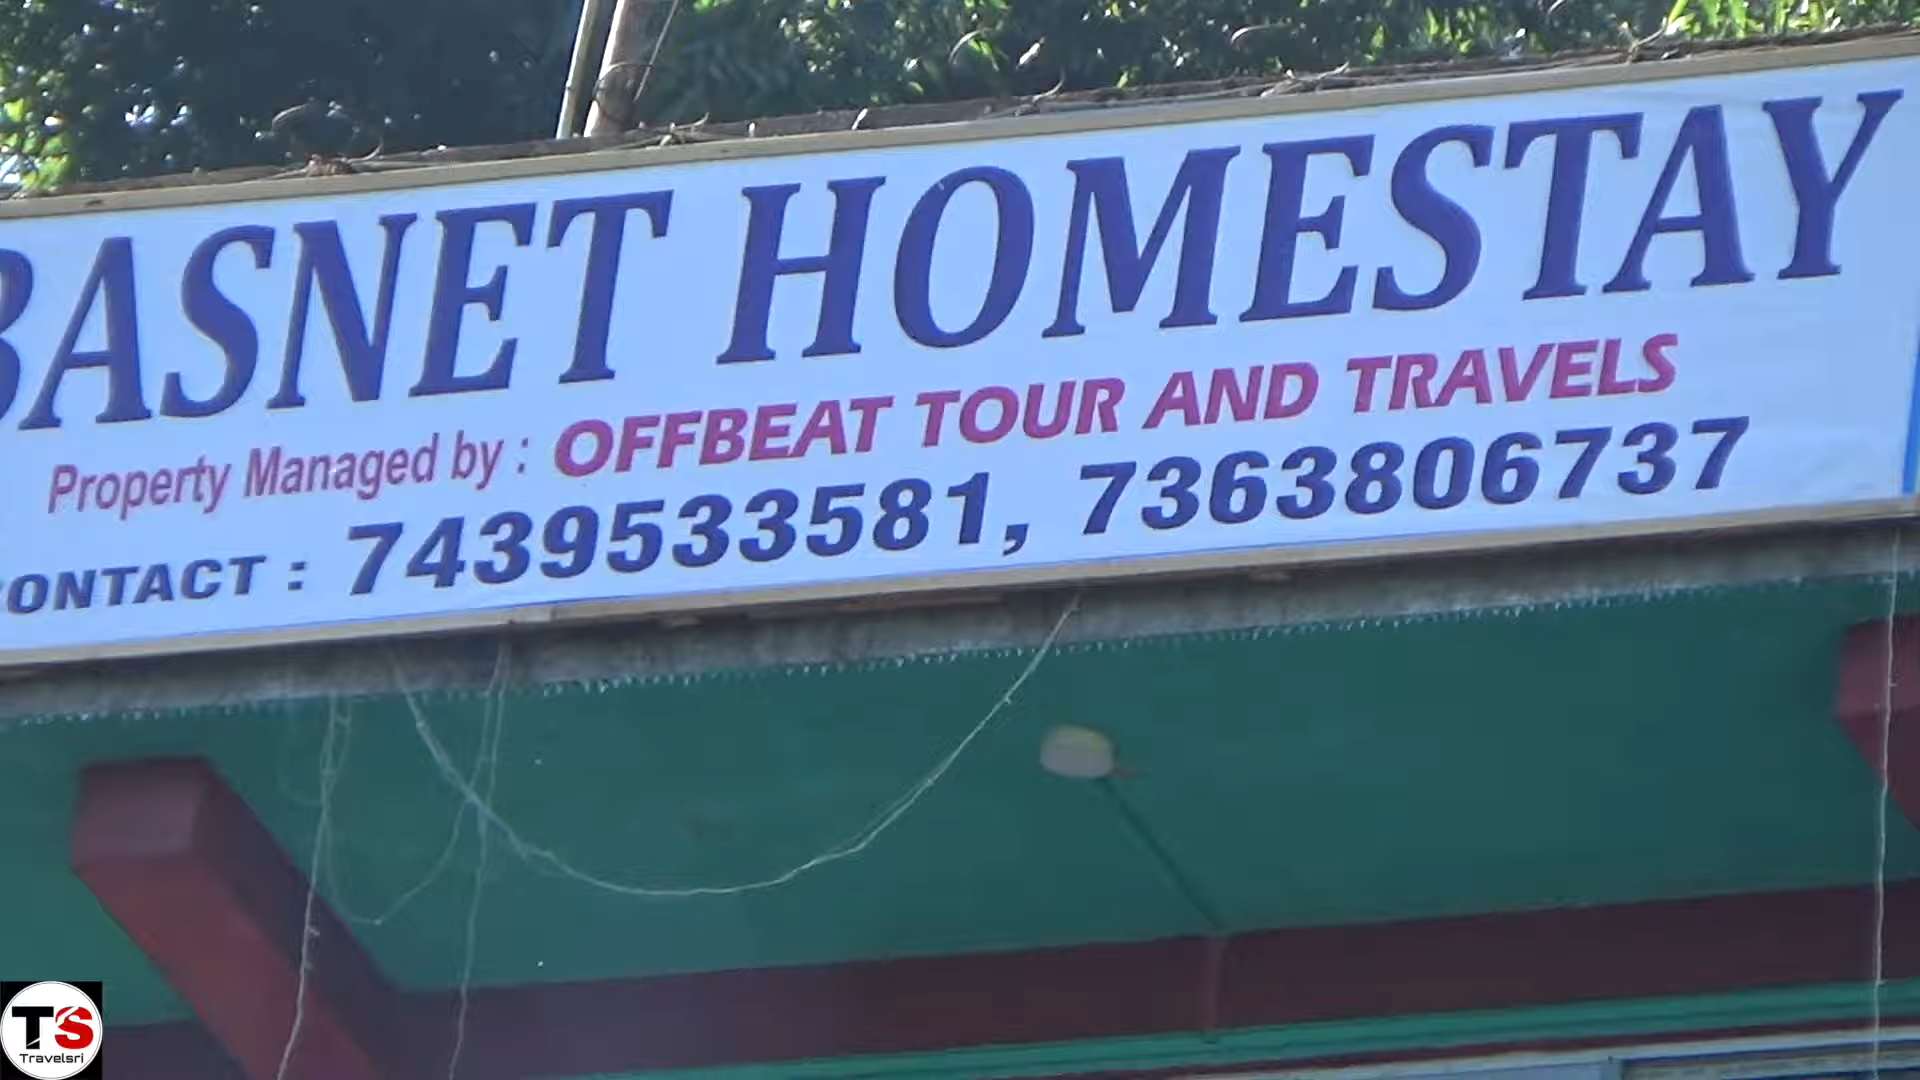 BASNET HOMESTAY
Property Managed by : OFFBEAT TOUR AND TRAVELS
CONTACT : 7439533581, 7363806737
TS
Travelsri